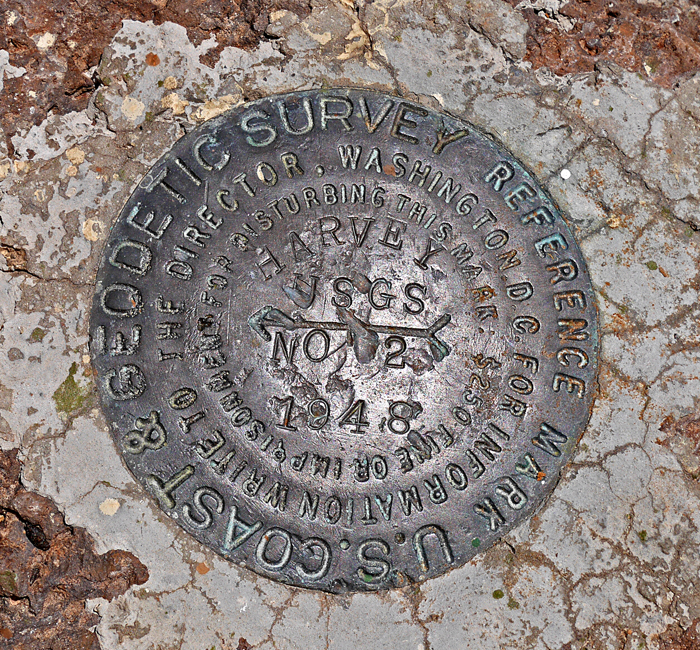 U.S. COAST & GEODETIC SURVEY REFERENCE MARK
FOR INFORMATION WRITE TO THE DIRECTOR, WASHINGTON D.C.
$250 FINE OR IMPRISONMENT FOR DISTURBING THIS MARK.
HARVEY
USGS
NO 2
1948